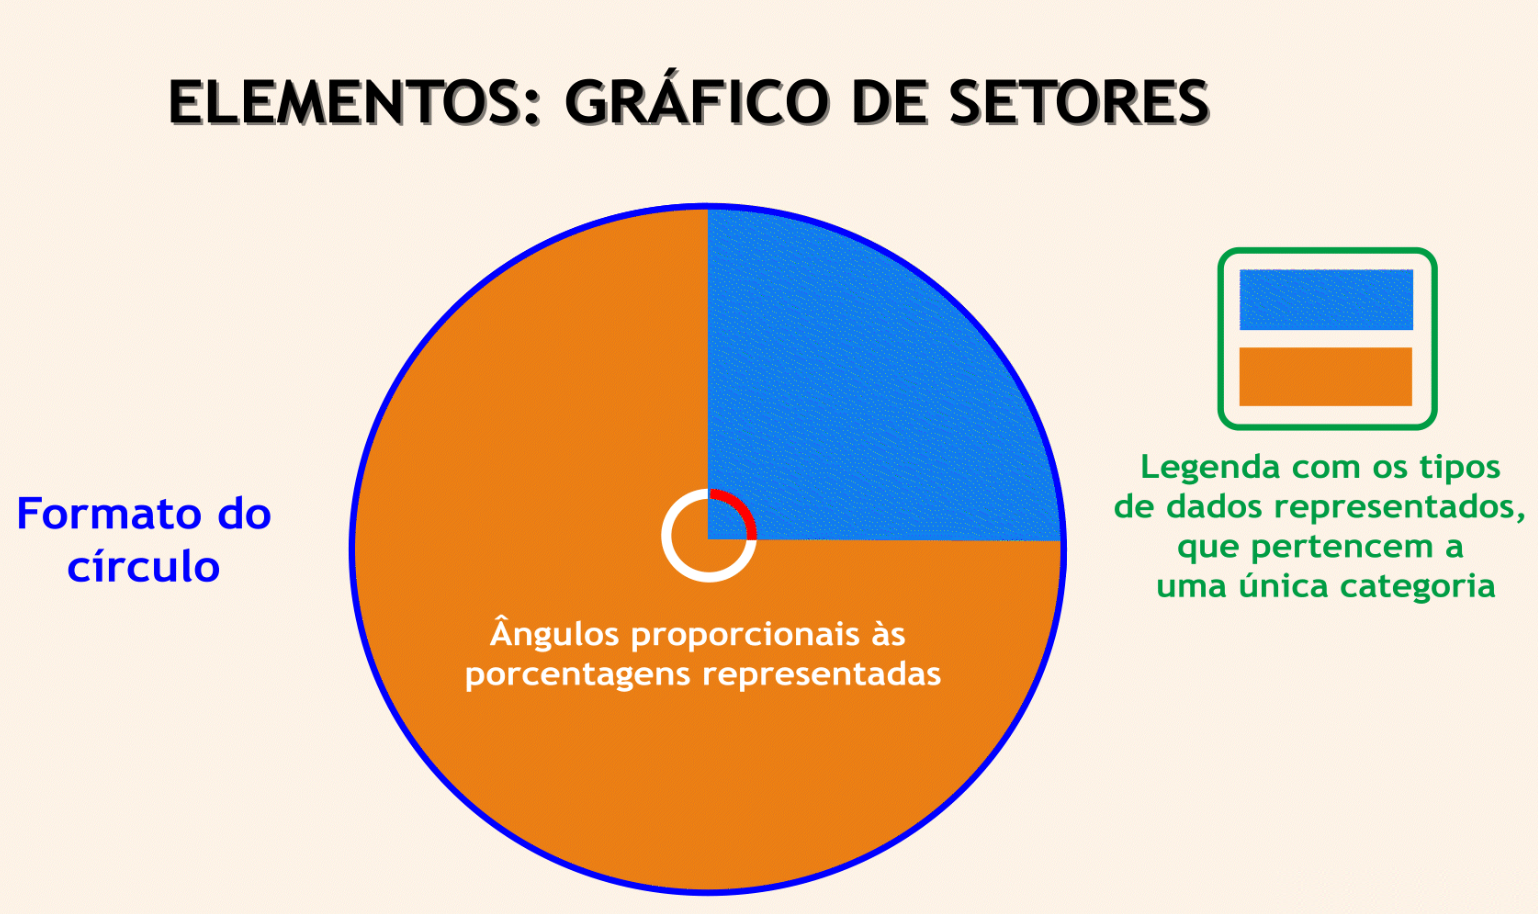 ELEMENTOS: GRÁFICO DE SETORES
Formato do
círculo
Ângulos proporcionais às
porcentagens representadas
Legenda com os tipos
de dados representados,
que pertencem a
uma única categoria